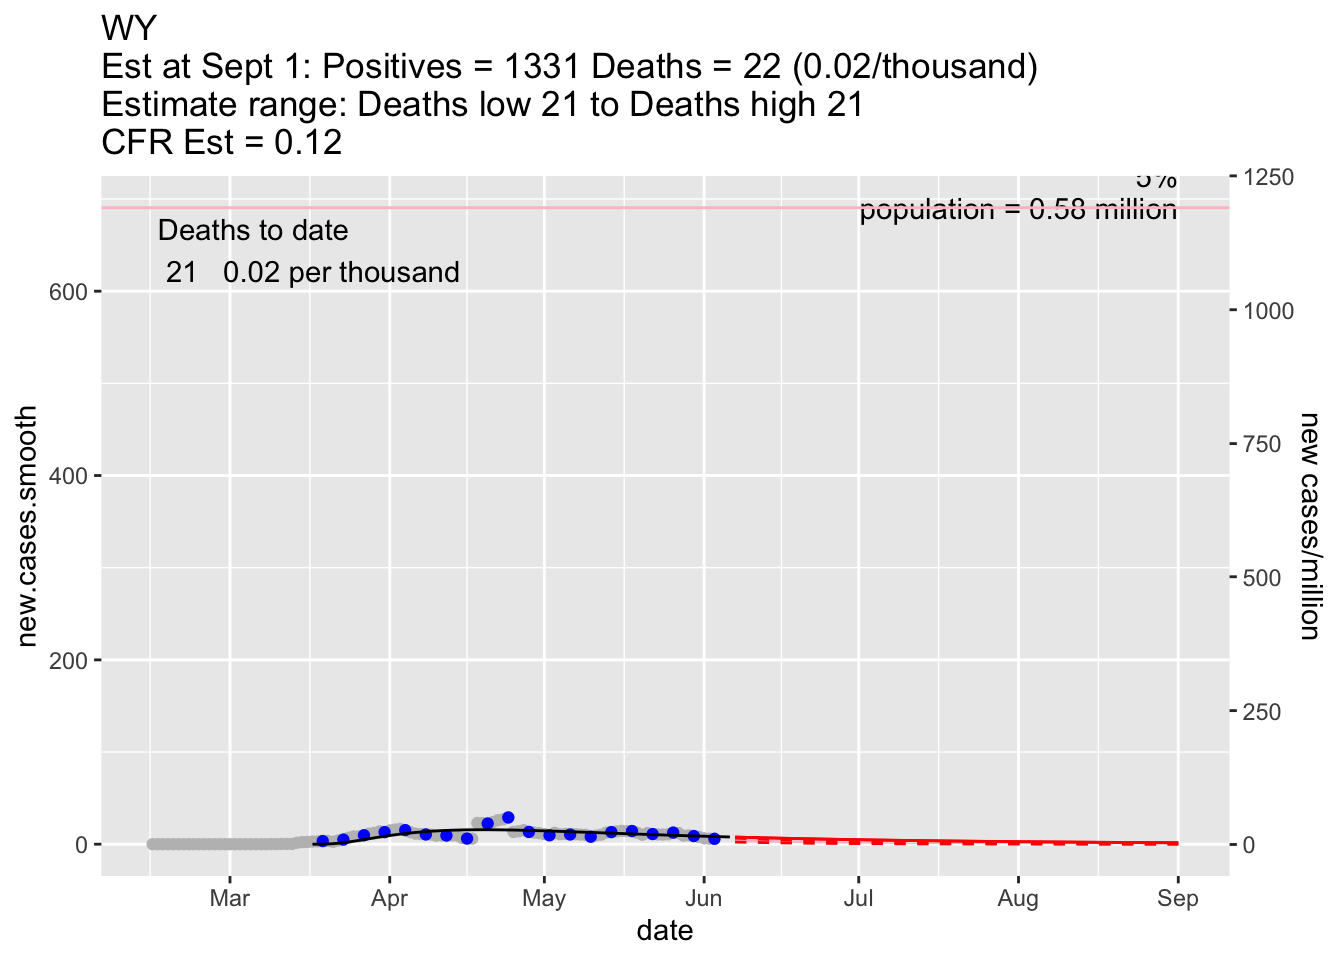 WY
Est at Sept 1: Positives = 1331 Deaths = 22 (0.02/thousand)
Estimate range: Deaths low 21 to Deaths high 21
CFR Est = 0.12
5%
population = 0.58 million
Deaths to date
21 0.02 per thousand
new.cases.smooth
600
400
200
0
1250
1000
750
500
250
0
new cases/million
Mar Apr May Jun Jul Aug Sep
date